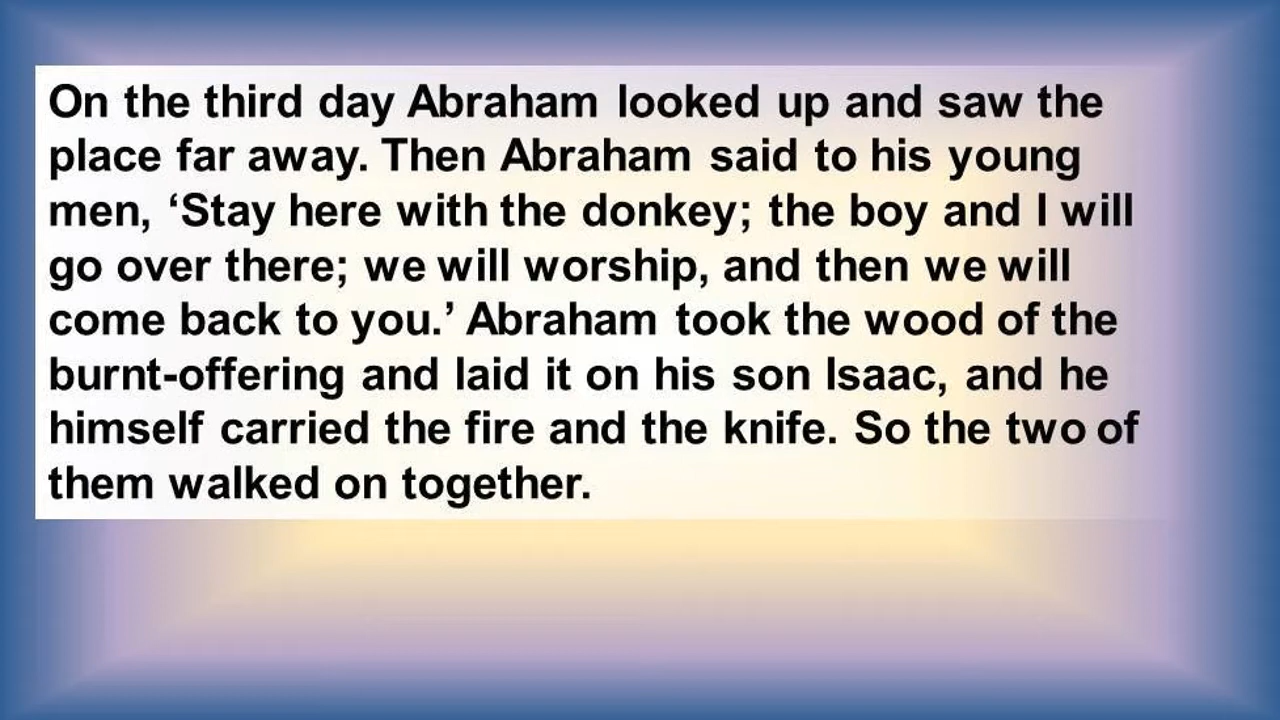 On the third day Abraham looked up and saw the
place far away. Then Abraham said to his young
men, ‘Stay here with the donkey; the boy and I will
go over there; we will worship, and then we will
come back to you.’ Abraham took the wood of the
burnt-offering and laid it on his son Isaac, and he
himself carried the fire and the knife. So the two of
them walked on together.